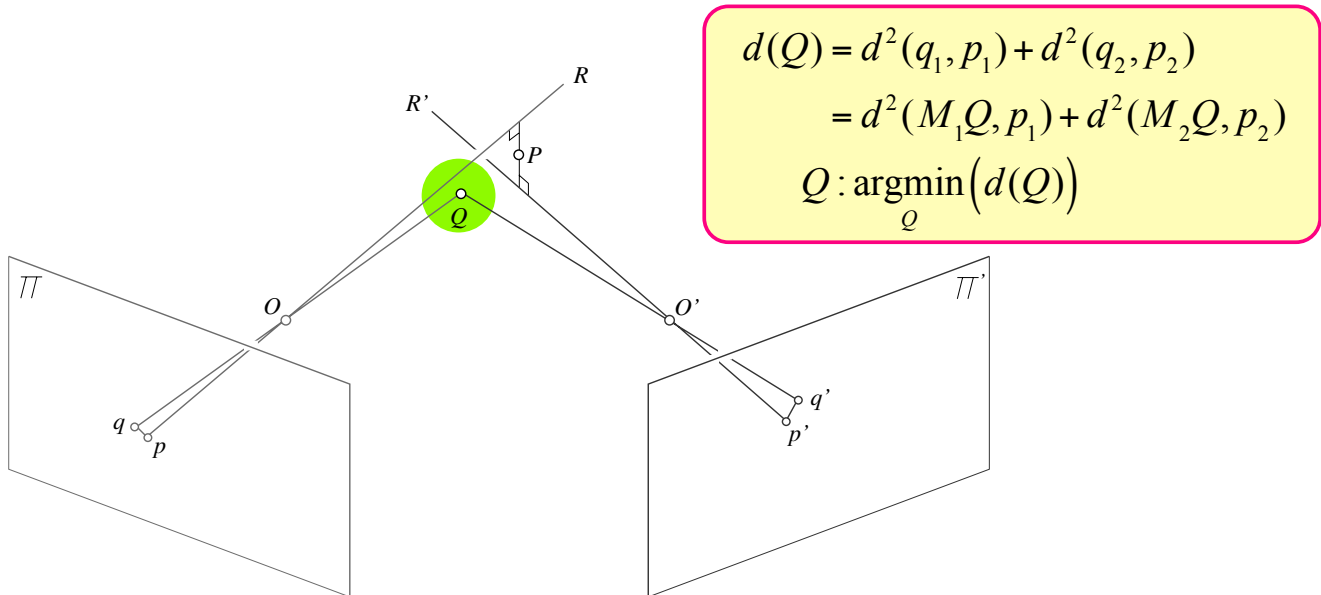 d(Q) = d²(q₁, p₁) + d²(q₂, p₂)
= d²(M₁Q, p₁) + d²(M₂Q, p₂)
Q : argmin(d(Q))
Q
R
R’
P
Q
Π
O
O’
Π’
q
p
q’
p’